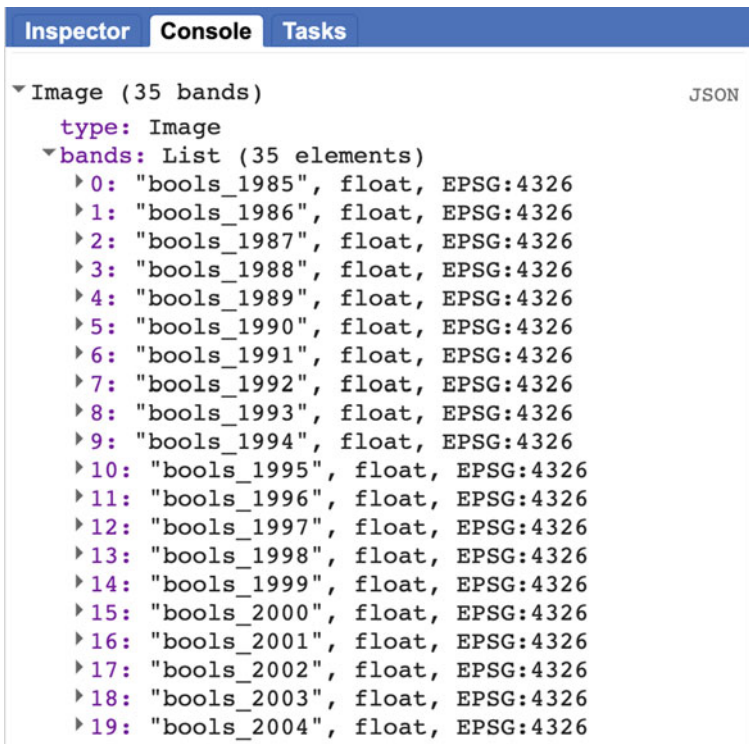 Inspector Console Tasks
Image (35 bands) JSON
type: Image
bands: List (35 elements)
0: "bools_1985", float, EPSG:4326
1: "bools_1986", float, EPSG:4326
2: "bools_1987", float, EPSG:4326
3: "bools_1988", float, EPSG:4326
4: "bools_1989", float, EPSG:4326
5: "bools_1990", float, EPSG:4326
6: "bools_1991", float, EPSG:4326
7: "bools_1992", float, EPSG:4326
8: "bools_1993", float, EPSG:4326
9: "bools_1994", float, EPSG:4326
10: "bools_1995", float, EPSG:4326
11: "bools_1996", float, EPSG:4326
12: "bools_1997", float, EPSG:4326
13: "bools_1998", float, EPSG:4326
14: "bools_1999", float, EPSG:4326
15: "bools_2000", float, EPSG:4326
16: "bools_2001", float, EPSG:4326
17: "bools_2002", float, EPSG:4326
18: "bools_2003", float, EPSG:4326
19: "bools_2004", float, EPSG:4326